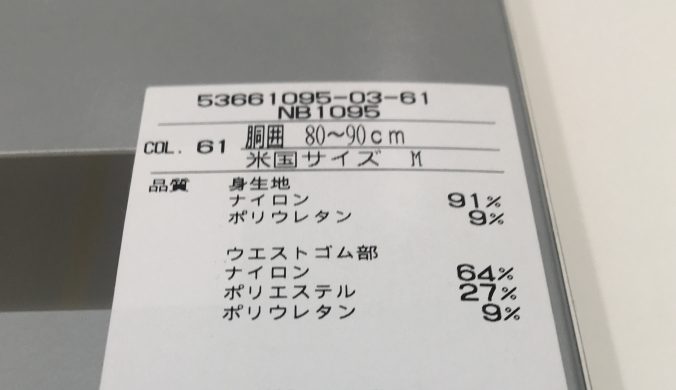 53661095-03-61
NB1095
COL. 61 胴囲 80〜90cm
米国サイズ M
品質 身生地
ナイロン 91%
ポリウレタン 9%
ウエストゴム部
ナイロン 64%
ポリエステル 27%
ポリウレタン 9%